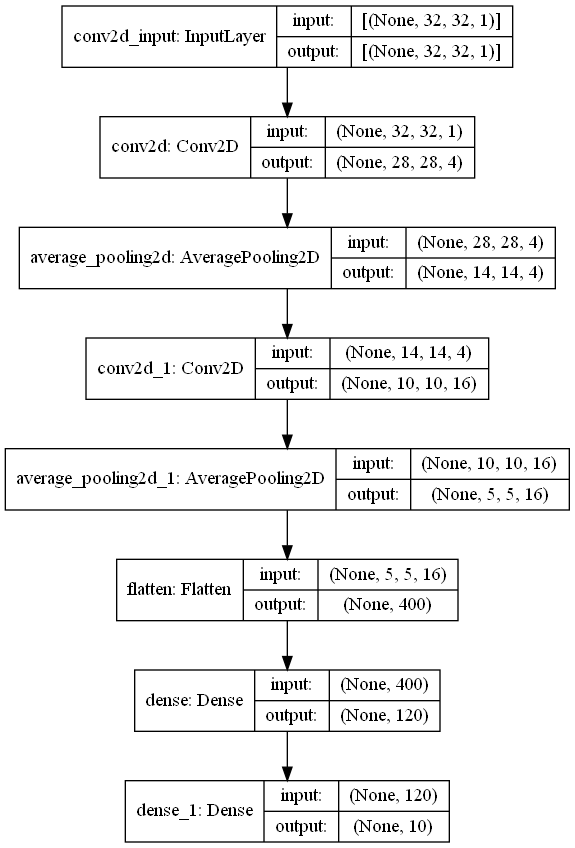 conv2d_input: InputLayer
input: [(None, 32, 32, 1)]
output: [(None, 32, 32, 1)]
conv2d: Conv2D
input: (None, 32, 32, 1)
output: (None, 28, 28, 4)
average_pooling2d: AveragePooling2D
input: (None, 28, 28, 4)
output: (None, 14, 14, 4)
conv2d_1: Conv2D
input: (None, 14, 14, 4)
output: (None, 10, 10, 16)
average_pooling2d_1: AveragePooling2D
input: (None, 10, 10, 16)
output: (None, 5, 5, 16)
flatten: Flatten
input: (None, 5, 5, 16)
output: (None, 400)
dense: Dense
input: (None, 400)
output: (None, 120)
dense_1: Dense
input: (None, 120)
output: (None, 10)